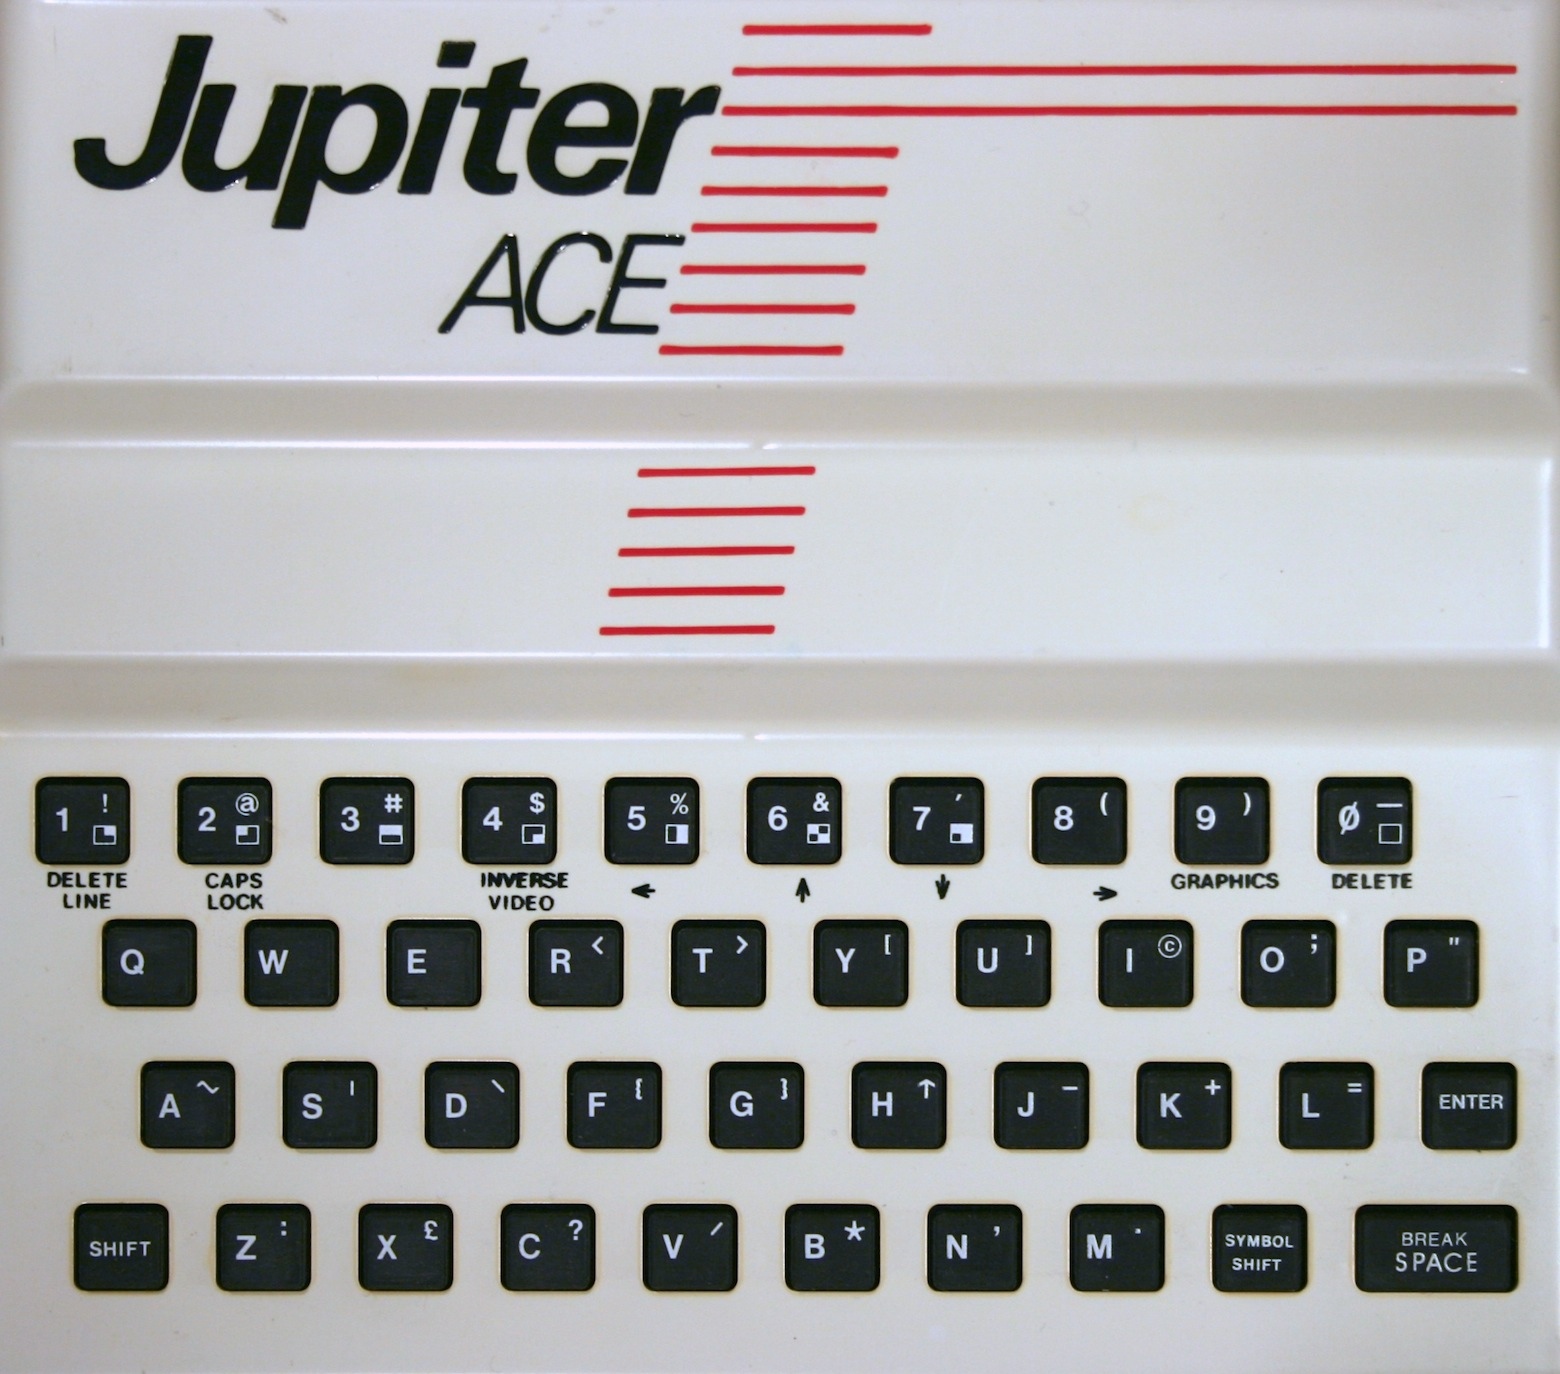 Jupiter
ACE
1 ! 2 @ 3 # 4 $ 5 % 6 & 7 ' 8 ( 9 ) Ø _
DELETE LINE CAPS LOCK INVERSE VIDEO ← ↑ ↓ → GRAPHICS DELETE
Q W E R < T > Y [ U ] I © O ; P "
A ~ S | D \ F { G } H ↑ J - K + L = ENTER
SHIFT Z : X £ C ? V / B * N , M . SYMBOL SHIFT BREAK SPACE